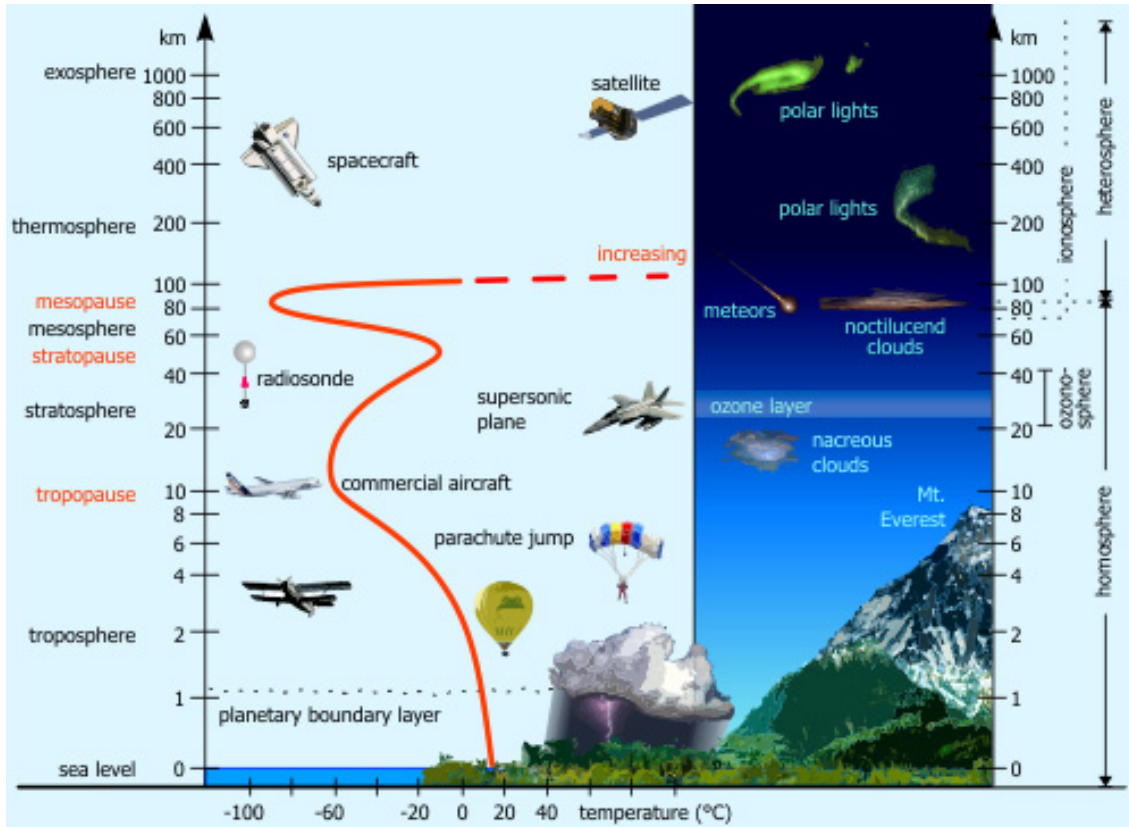 km
exosphere
1000
800
600
400
thermosphere
200
100
mesopause
80
mesosphere
60
stratopause
40
stratosphere
20
tropopause
10
8
6
4
troposphere
2
1
sea level
0
satellite
spacecraft
increasing
radiosonde
supersonic
plane
commercial aircraft
parachute jump
planetary boundary layer
polar lights
polar lights
meteors
noctilucend
clouds
ozone layer
nacreous
clouds
Mt.
Everest
km
1000
800
600
400
200
100
80
60
40
20
10
8
6
4
2
1
0
ionosphere
heterosphere
ozono-
sphere
homosphere
-100
-60
-20
0
20
40
temperature (°C)